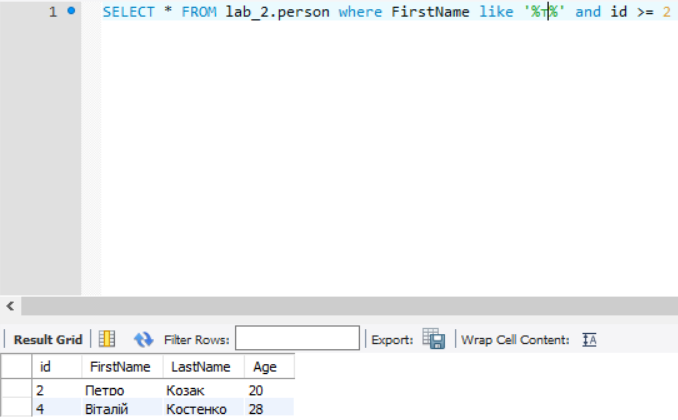 1 SELECT * FROM lab_2.person where FirstName like '%т%' and id >= 2
Result Grid Filter Rows: Export: Wrap Cell Content:
id FirstName LastName Age
2 Петро Козак 20
4 Віталій Костенко 28